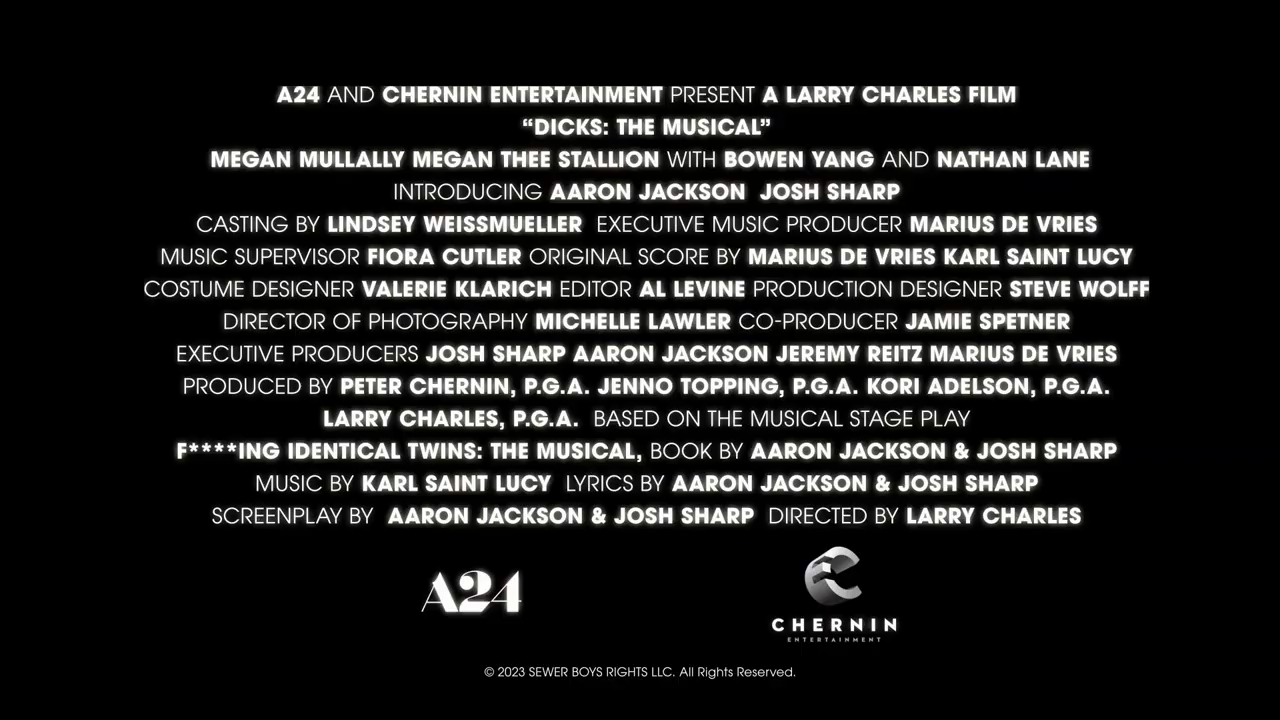 A24 AND CHERNIN ENTERTAINMENT PRESENT A LARRY CHARLES FILM
“DICKS: THE MUSICAL”
MEGAN MULLALLY MEGAN THEE STALLION WITH BOWEN YANG AND NATHAN LANE
INTRODUCING AARON JACKSON JOSH SHARP
CASTING BY LINDSEY WEISSMUELLER EXECUTIVE MUSIC PRODUCER MARIUS DE VRIES
MUSIC SUPERVISOR FIORA CUTLER ORIGINAL SCORE BY MARIUS DE VRIES KARL SAINT LUCY
COSTUME DESIGNER VALERIE KLARICH EDITOR AL LEVINE PRODUCTION DESIGNER STEVE WOLFF
DIRECTOR OF PHOTOGRAPHY MICHELLE LAWLER CO-PRODUCER JAMIE SPETNER
EXECUTIVE PRODUCERS JOSH SHARP AARON JACKSON JEREMY REITZ MARIUS DE VRIES
PRODUCED BY PETER CHERNIN, P.G.A. JENNO TOPPING, P.G.A. KORI ADELSON, P.G.A.
LARRY CHARLES, P.G.A. BASED ON THE MUSICAL STAGE PLAY
F****ING IDENTICAL TWINS: THE MUSICAL, BOOK BY AARON JACKSON & JOSH SHARP
MUSIC BY KARL SAINT LUCY LYRICS BY AARON JACKSON & JOSH SHARP
SCREENPLAY BY AARON JACKSON & JOSH SHARP DIRECTED BY LARRY CHARLES
A24
CHERNIN
ENTERTAINMENT
© 2023 SEWER BOYS RIGHTS LLC. All Rights Reserved.